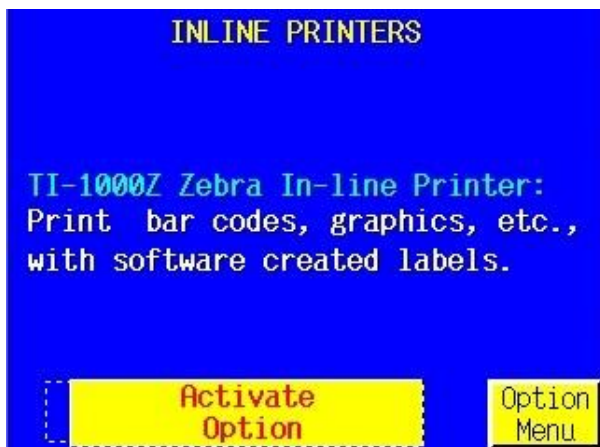 INLINE PRINTERS
TI-1000Z Zebra In-line Printer:
Print bar codes, graphics, etc.,
with software created labels.
Activate
Option
Option
Menu